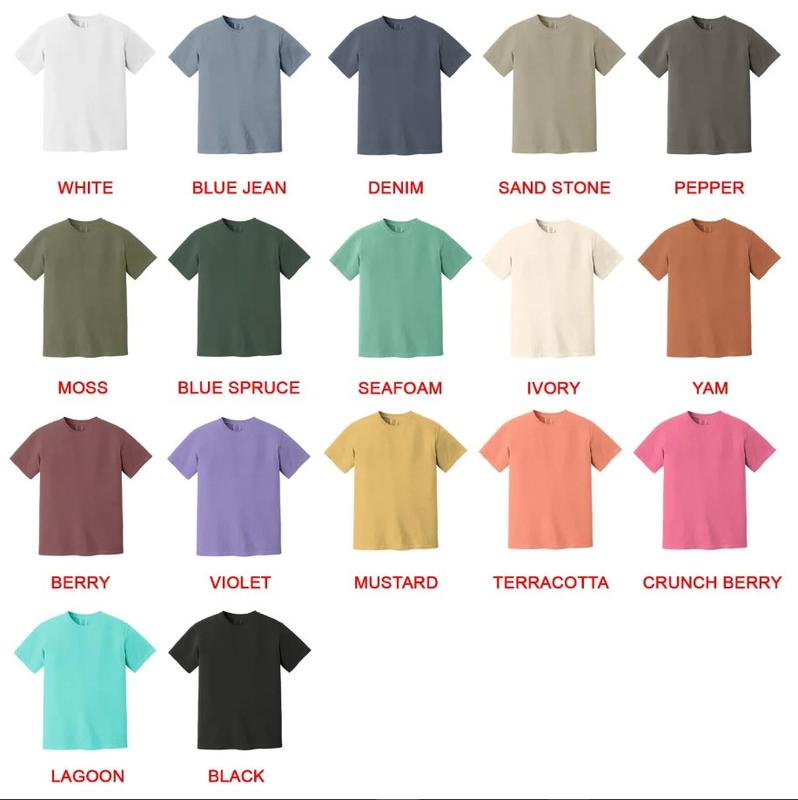 WHITE
BLUE JEAN
DENIM
SAND STONE
PEPPER
MOSS
BLUE SPRUCE
SEAFOAM
IVORY
YAM
BERRY
VIOLET
MUSTARD
TERRACOTTA
CRUNCH BERRY
LAGOON
BLACK